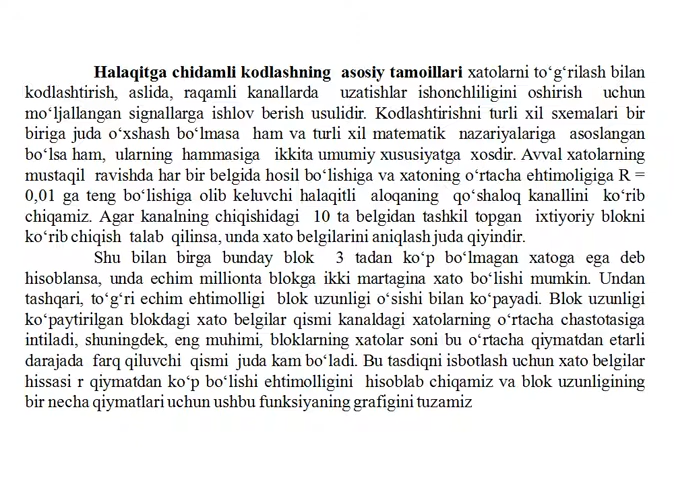 Halaqitga chidamli kodlashning asosiy tamoillari xatolarni to‘g‘rilash bilan
kodlashtirish, aslida, raqamli kanallarda uzatishlar ishonchliligini oshirish uchun
mo‘ljallangan signallarga ishlov berish usulidir. Kodlashtirishni turli xil sxemalari bir
biriga juda o‘xshash bo‘lmasa ham va turli xil matematik nazariyalariga asoslangan
bo‘lsa ham, ularning hammasiga ikkita umumiy xususiyatga xosdir. Avval xatolarning
mustaqil ravishda har bir belgida hosil bo‘lishiga va xatoning o‘rtacha ehtimoligiga R =
0,01 ga teng bo‘lishiga olib keluvchi halaqitli aloqaning qo‘shaloq kanallini ko‘rib
chiqamiz. Agar kanalning chiqishidagi 10 ta belgidan tashkil topgan ixtiyoriy blokni
ko‘rib chiqish talab qilinsa, unda xato belgilarini aniqlash juda qiyindir.
Shu bilan birga bunday blok 3 tadan ko‘p bo‘lmagan xatoga ega deb
hisoblansa, unda echim millionta blokga ikki martagina xato bo‘lishi mumkin. Undan
tashqari, to‘g‘ri echim ehtimolligi blok uzunligi o‘sishi bilan ko‘payadi. Blok uzunligi
ko‘paytirilgan blokdagi xato belgilar qismi kanaldagi xatolarning o‘rtacha chastotasiga
intiladi, shuningdek, eng muhimi, bloklarning xatolar soni bu o‘rtacha qiymatdan etarli
darajada farq qiluvchi qismi juda kam bo‘ladi. Bu tasdiqni isbotlash uchun xato belgilar
hissasi r qiymatdan ko‘p bo‘lishi ehtimolligini hisoblab chiqamiz va blok uzunligining
bir necha qiymatlari uchun ushbu funksiyaning grafigini tuzamiz